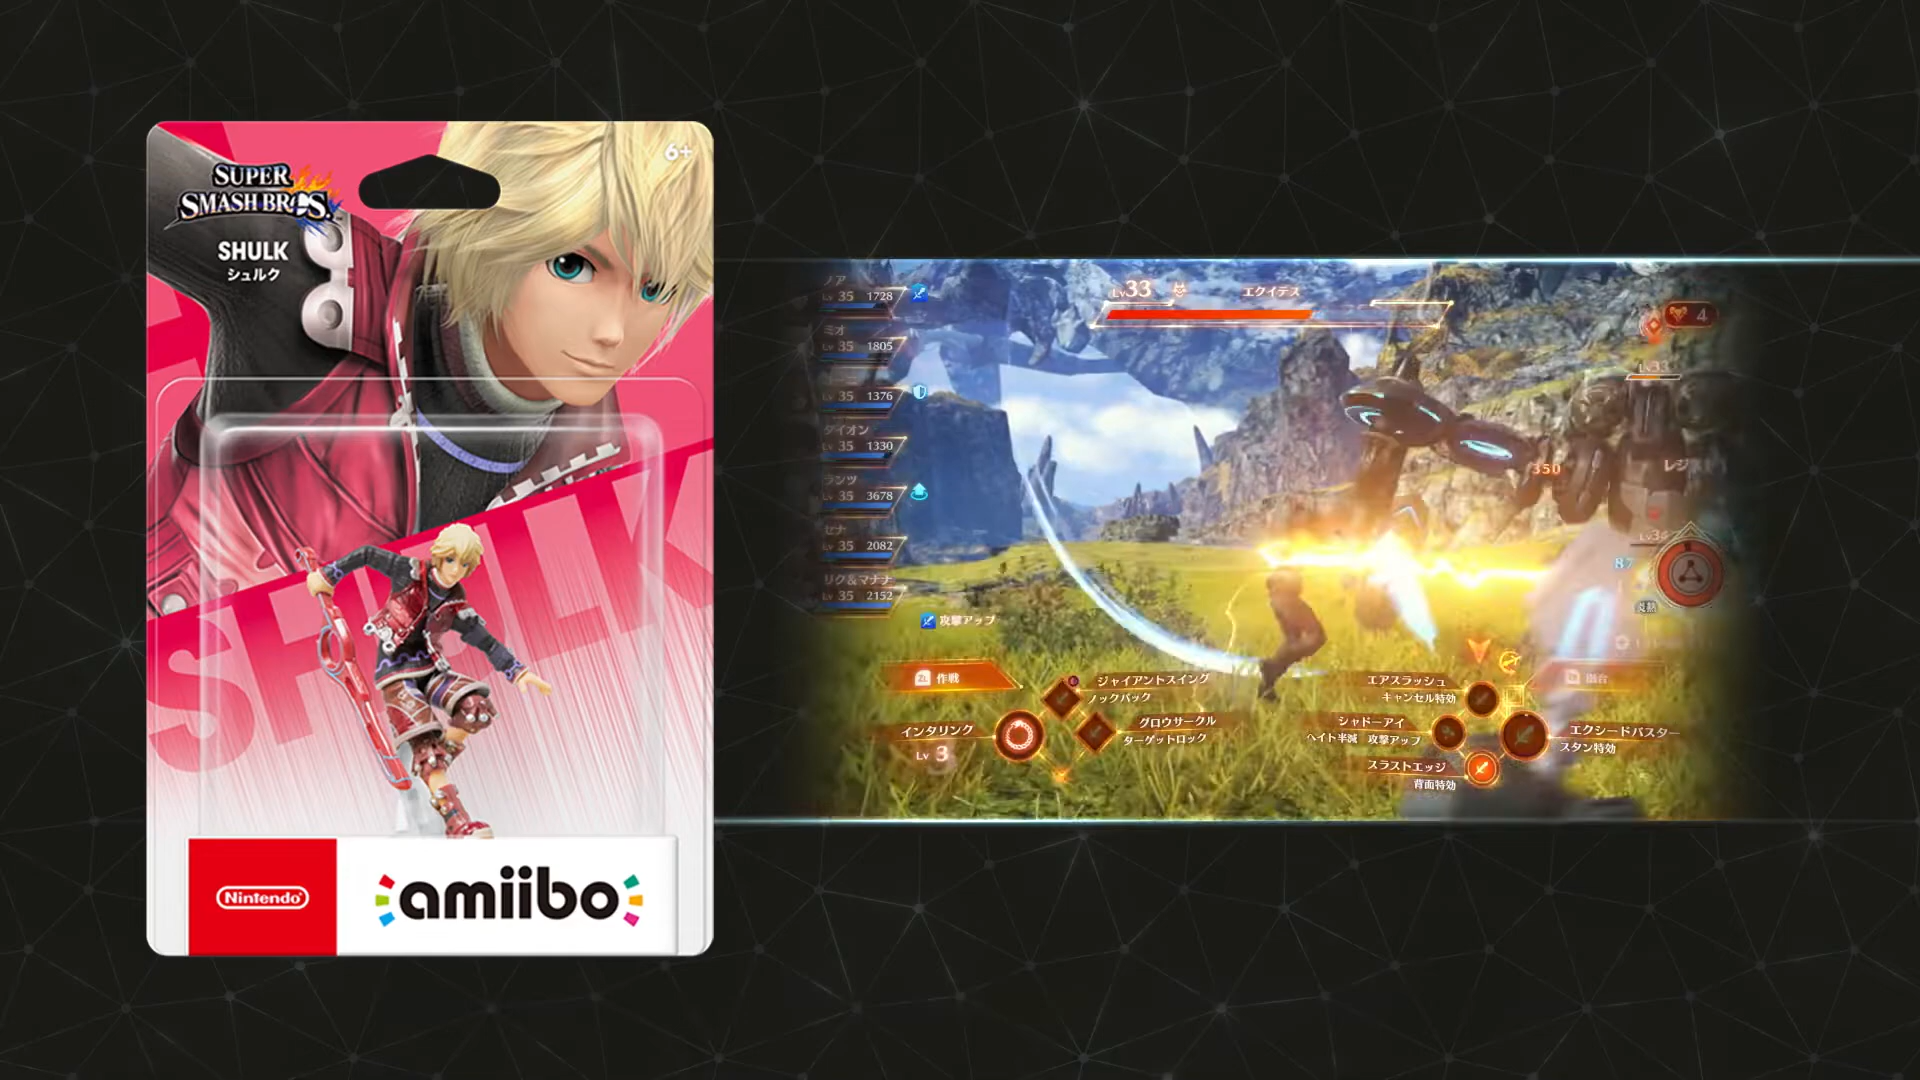 6+
SUPER
SMASH BROS.
SHULK
シュルク
SHULK
Nintendo
amiibo
ノア
Lv 35 1728
ミオ
Lv 35 1805
Lv 35 1376
タイオン
Lv 35 1330
ランツ
Lv 35 3678
セナ
Lv 35 2082
リク&マナナ
Lv 35 2152
攻撃アップ
Lv33
エクイテス
4
Lv33
350
87
ZL 作戦
ジャイアントスイング
ノックバック
インタリンク
Lv 3
グロウサークル
ターゲットロック
エアスラッシュ
キャンセル特効
シャドーアイ
ヘイト半減 攻撃アップ
エクシードバスター
スタン特効
スラストエッジ
背面特効